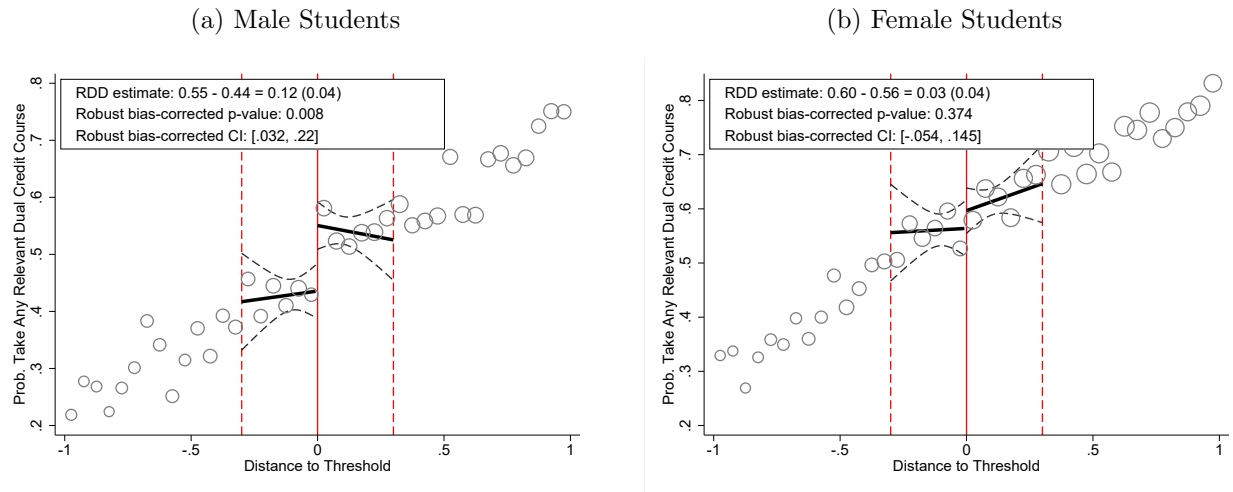 (a) Male Students
RDD estimate: 0.55 - 0.44 = 0.12 (0.04)
Robust bias-corrected p-value: 0.008
Robust bias-corrected CI: [.032, .22]
Prob. Take Any Relevant Dual Credit Course
.8
.7
.6
.5
.4
.3
.2
-1
-.5
0
.5
1
Distance to Threshold
(b) Female Students
RDD estimate: 0.60 - 0.56 = 0.03 (0.04)
Robust bias-corrected p-value: 0.374
Robust bias-corrected CI: [-.054, .145]
Prob. Take Any Relevant Dual Credit Course
.8
.7
.6
.5
.4
.3
.2
-1
-.5
0
.5
1
Distance to Threshold